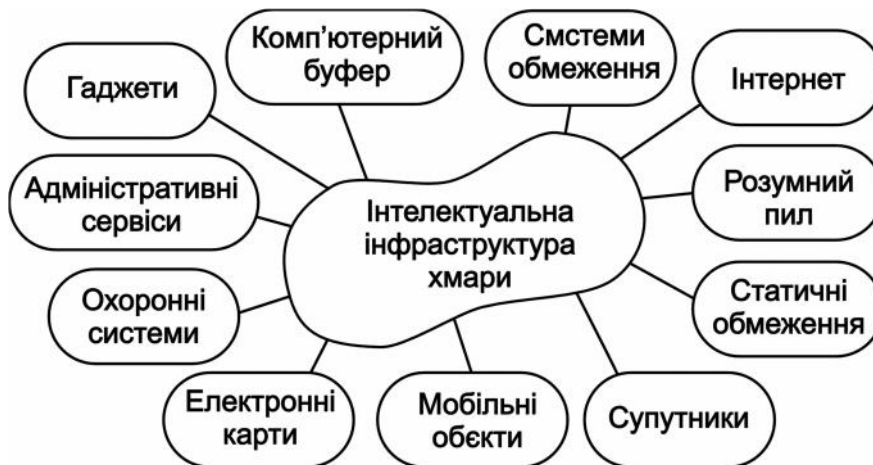 Комп’ютерний
буфер
Смстеми
обмеження
Гаджети
Інтернет
Адміністративні
сервіси
Розумний
пил
Інтелектуальна
інфраструктура
хмари
Охоронні
системи
Статичні
обмеження
Електронні
карти
Мобільні
обєкти
Супутники